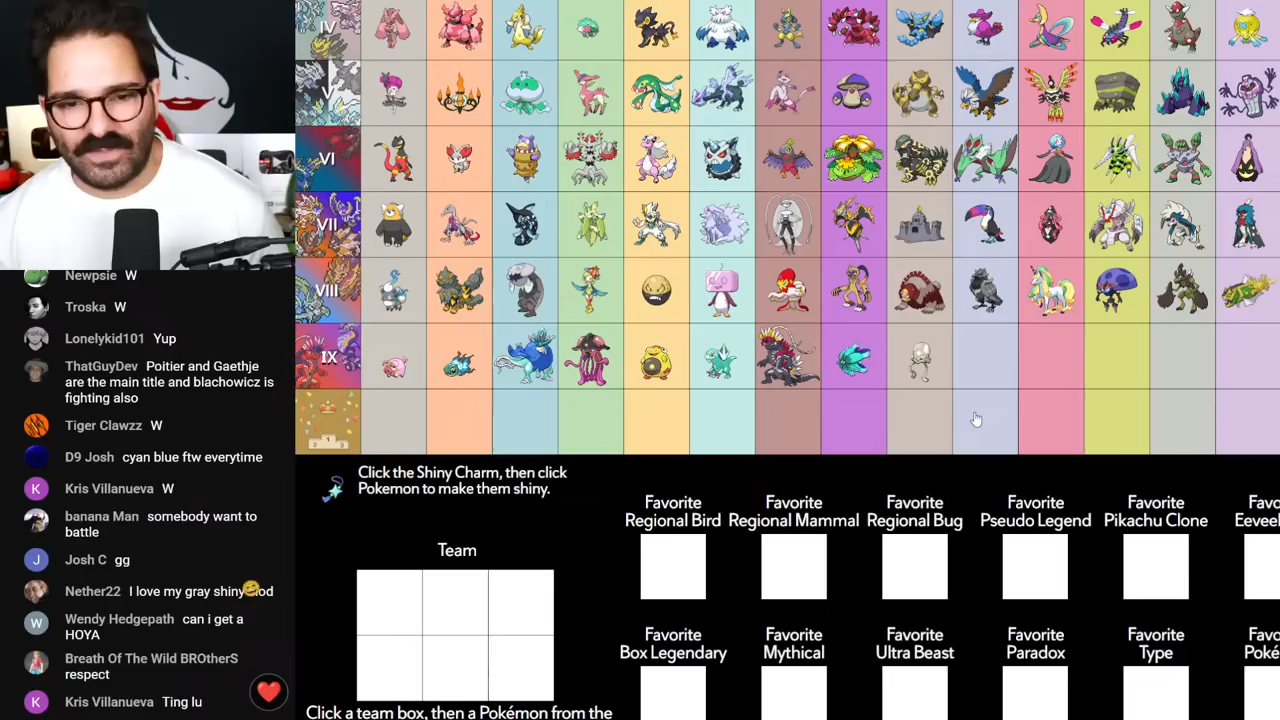 IV
V
VI
VII
VIII
IX
Newpsie W
Troska W
Lonelykid101 Yup
ThatGuyDev Poitier and Gaethje
are the main title and blachowicz is
fighting also
Tiger Clawzz W
D9 Josh cyan blue ftw everytime
Kris Villanueva W
banana Man somebody want to
battle
Josh C gg
Nether22 I love my gray shiny
Wendy Hedgepath can i get a
HOYA
Breath Of The Wild BROtherS
respect
Kris Villanueva Ting lu
Click the Shiny Charm, then click
Pokemon to make them shiny.
Team
Click a team box, then a Pokémon from the
Favorite
Regional Bird
Favorite
Regional Mammal
Favorite
Regional Bug
Favorite
Pseudo Legend
Favorite
Pikachu Clone
Favo
Eevee
Favorite
Box Legendary
Favorite
Mythical
Favorite
Ultra Beast
Favorite
Paradox
Favorite
Type
Favo
Poké